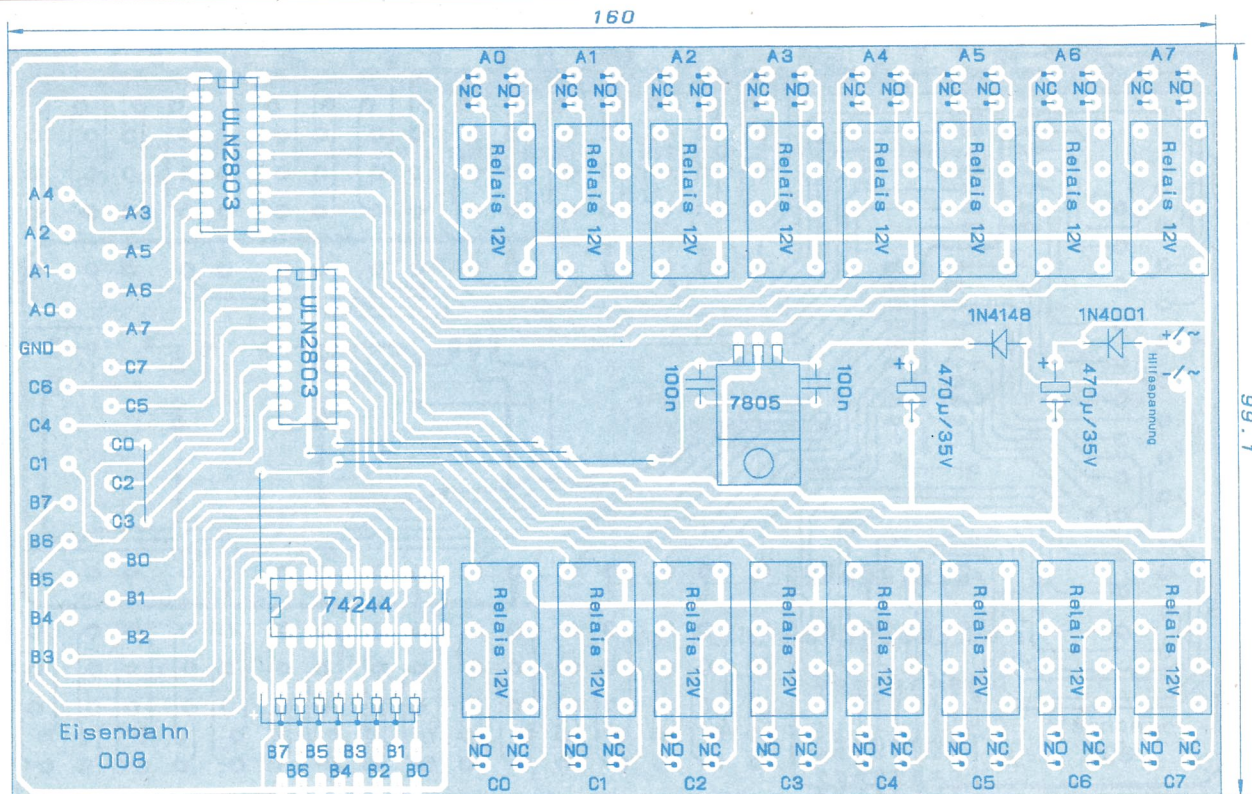 160
A0 A1 A2 A3 A4 A5 A6 A7
NC NO NC NO NC NO NC NO NC NO NC NO NC NO NC NO
ULN2803
Relais 12V
Relais 12V
Relais 12V
Relais 12V
Relais 12V
Relais 12V
Relais 12V
Relais 12V
A4
A3
A2
A5
A1
A6
A0
A7
GND
C7
C6
C5
C4
C0
C1
C2
B7
C3
B6
B0
B5
B1
B4
B2
B3
ULN2803
1N4148
1N4001
+/~
-/~
Hilfsspannung
100n
7805
100n
+
470µ/35V
+
470µ/35V
99.1
74244
Relais 12V
Relais 12V
Relais 12V
Relais 12V
Relais 12V
Relais 12V
Relais 12V
Relais 12V
Eisenbahn
008
B7 B5 B3 B1
B6 B4 B2 B0
NO NC NO NC NO NC NO NC NO NC NO NC NO NC NO NC
C0 C1 C2 C3 C4 C5 C6 C7